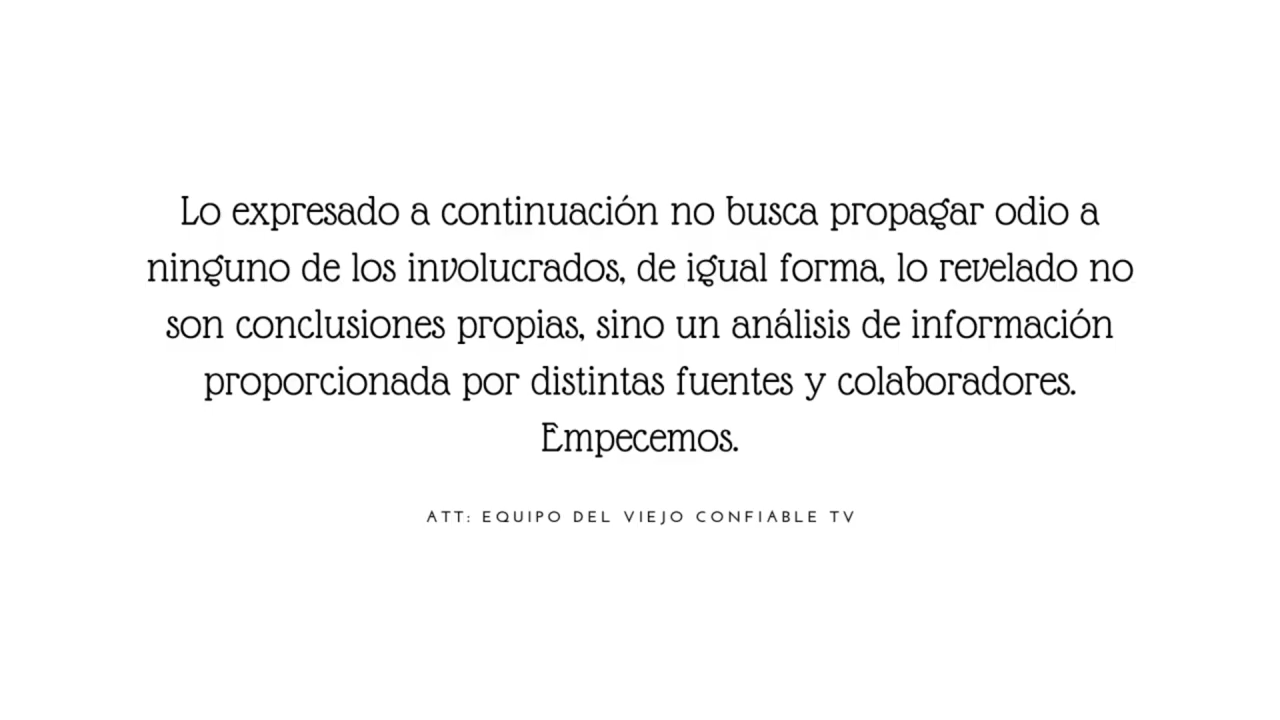 Lo expresado a continuación no busca propagar odio a
ninguno de los involucrados, de igual forma, lo revelado no
son conclusiones propias, sino un análisis de información
proporcionada por distintas fuentes y colaboradores.
Empecemos.
ATT: EQUIPO DEL VIEJO CONFIABLE TV